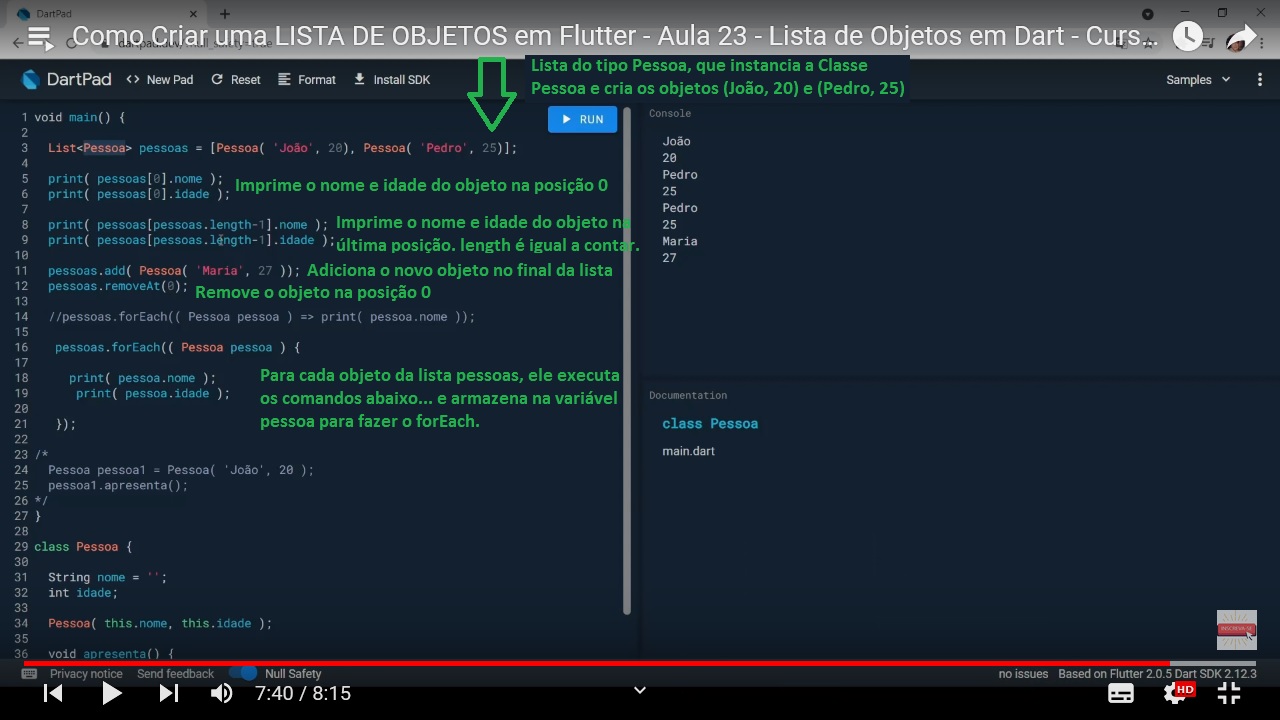 DartPad
Como Criar uma LISTA DE OBJETOS em Flutter - Aula 23 - Lista de Objetos em Dart - Curs...
DartPad
<> New Pad
Reset
Format
Install SDK
Samples
Lista do tipo Pessoa, que instancia a Classe
Pessoa e cria os objetos (João, 20) e (Pedro, 25)
RUN
1 void main() {
2
3 List<Pessoa> pessoas = [Pessoa( 'João', 20), Pessoa( 'Pedro', 25)];
4
5 print( pessoas[0].nome );
6 print( pessoas[0].idade );
Imprime o nome e idade do objeto na posição 0
7
8 print( pessoas[pessoas.length-1].nome );
9 print( pessoas[pessoas.length-1].idade );
Imprime o nome e idade do objeto na
última posição. length é igual a contar.
10
11 pessoas.add( Pessoa( 'Maria', 27 ));
Adiciona o novo objeto no final da lista
12 pessoas.removeAt(0);
Remove o objeto na posição 0
13
14 //pessoas.forEach(( Pessoa pessoa ) => print( pessoa.nome ));
15
16 pessoas.forEach(( Pessoa pessoa ) {
17
18 print( pessoa.nome );
19 print( pessoa.idade );
20
21 });
Para cada objeto da lista pessoas, ele executa
os comandos abaixo... e armazena na variável
pessoa para fazer o forEach.
22
23 /*
24 Pessoa pessoa1 = Pessoa( 'João', 20 );
25 pessoa1.apresenta();
26 */
27 }
28
29 class Pessoa {
30
31 String nome = '';
32 int idade;
33
34 Pessoa( this.nome, this.idade );
35
36 void apresenta() {
Console
João
20
Pedro
25
Pedro
25
Maria
27
Documentation
class Pessoa
main.dart
INSCREVA-SE
Privacy notice
Send feedback
Null Safety
no issues
Based on Flutter 2.0.5 Dart SDK 2.12.3
7:40 / 8:15
HD